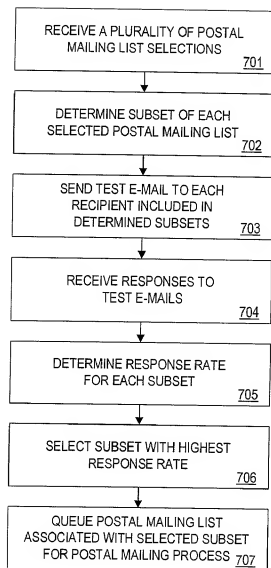 RECEIVE A PLURALITY OF POSTAL
MAILING LIST SELECTIONS
701
DETERMINE SUBSET OF EACH
SELECTED POSTAL MAILING LIST
702
SEND TEST E-MAIL TO EACH
RECIPIENT INCLUDED IN
DETERMINED SUBSETS
703
RECEIVE RESPONSES TO
TEST E-MAILS
704
DETERMINE RESPONSE RATE
FOR EACH SUBSET
705
SELECT SUBSET WITH HIGHEST
RESPONSE RATE
706
QUEUE POSTAL MAILING LIST
ASSOCIATED WITH SELECTED SUBSET
FOR POSTAL MAILING PROCESS
707